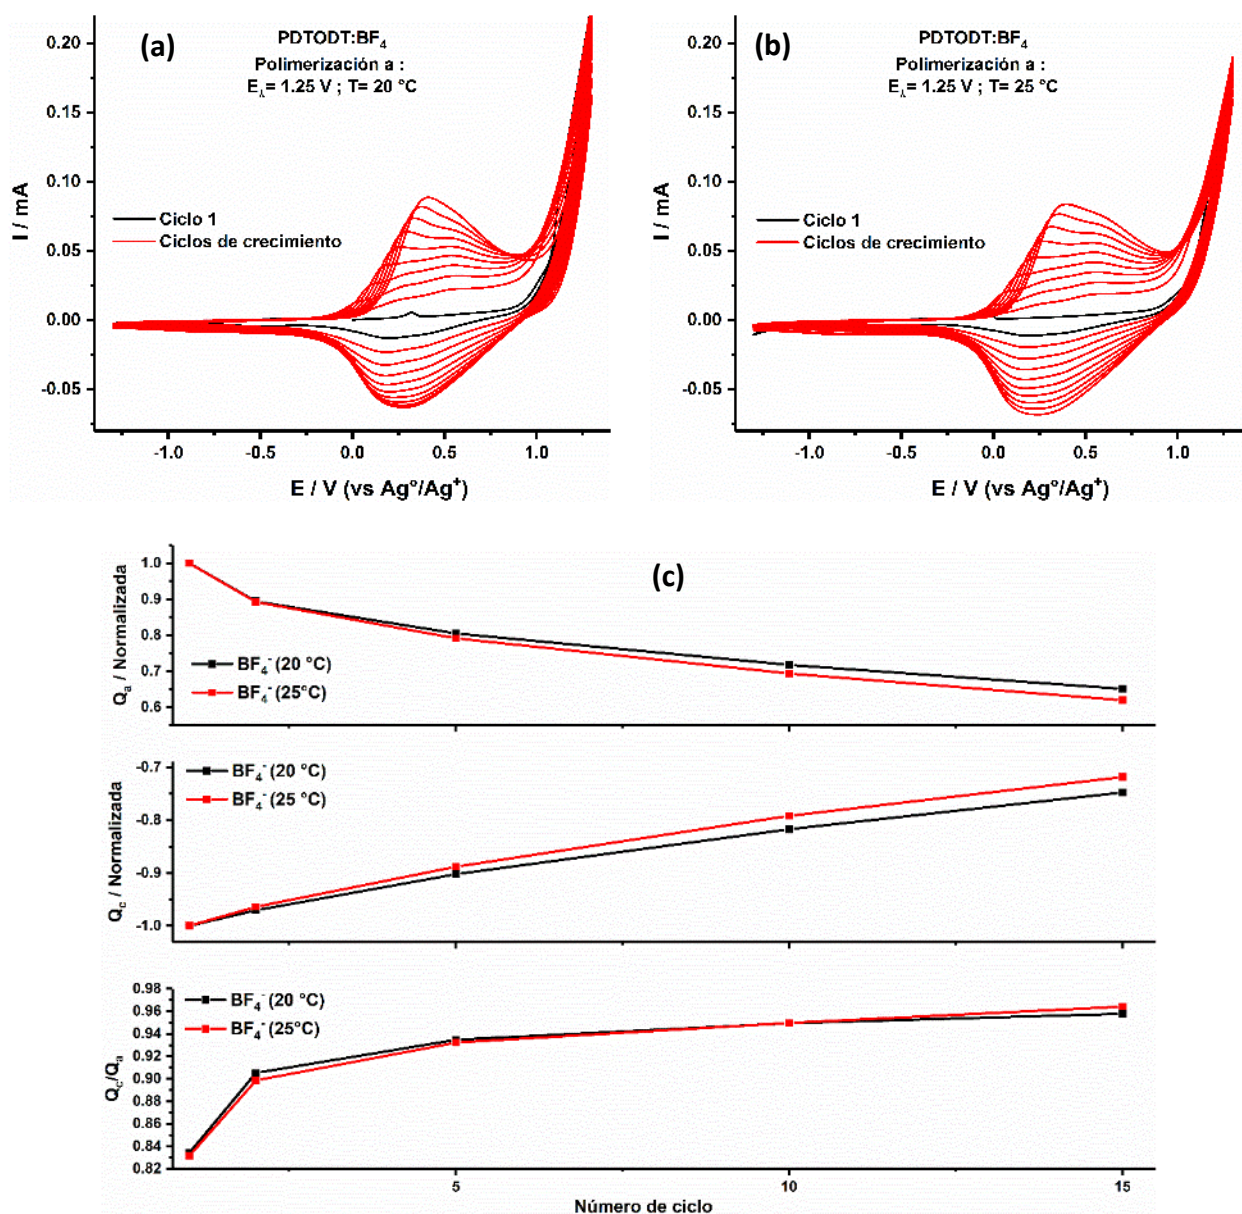 (a)
PDTODT:BF₄
Polimerización a :
E_λ= 1.25 V ; T= 20 °C
0.20
0.15
0.10
0.05
0.00
-0.05
I / mA
Ciclo 1
Ciclos de crecimiento
-1.0 -0.5 0.0 0.5 1.0
E / V (vs Ag°/Ag⁺)
(b)
PDTODT:BF₄
Polimerización a :
E_λ= 1.25 V ; T= 25 °C
0.20
0.15
0.10
0.05
0.00
-0.05
I / mA
Ciclo 1
Ciclos de crecimiento
-1.0 -0.5 0.0 0.5 1.0
E / V (vs Ag°/Ag⁺)
(c)
1.0
0.9
0.8
0.7
0.6
Qₐ / Normalizada
BF₄⁻ (20 °C)
BF₄⁻ (25°C)
-0.7
-0.8
-0.9
-1.0
Q_c / Normalizada
BF₄⁻ (20 °C)
BF₄⁻ (25 °C)
0.98
0.96
0.94
0.92
0.90
0.88
0.86
0.84
0.82
Q_c/Qₐ
BF₄⁻ (20 °C)
BF₄⁻ (25°C)
5 10 15
Número de ciclo